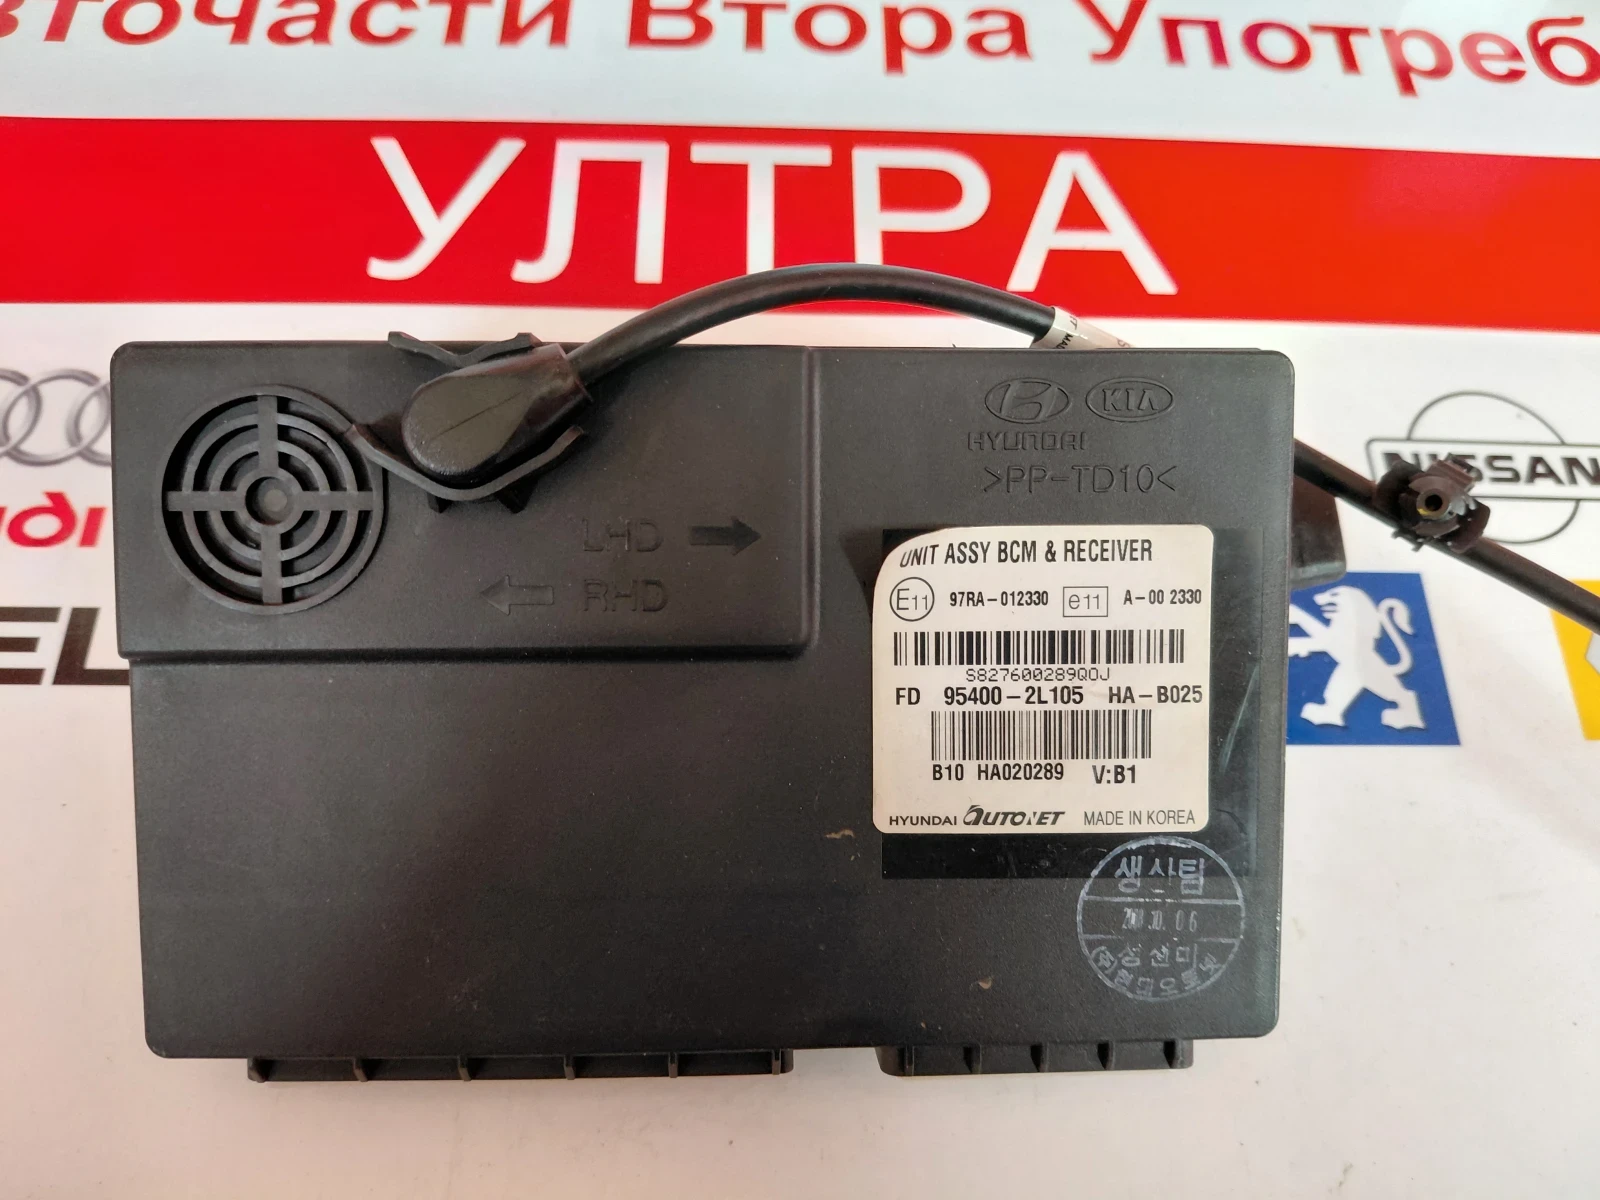 вточасти Втора Употреб
УЛТРА
HYUNDAI
KIA
>PP-TD10<
LHD
RHD
NISSAN
UNIT ASSY BCM & RECEIVER
E11 97RA-012330 e11 A-00 2330
S827600289Q0J
FD 95400-2L105 HA-B025
B10 HA020289 V:B1
HYUNDAI AUTONET MADE IN KOREA
생산팀